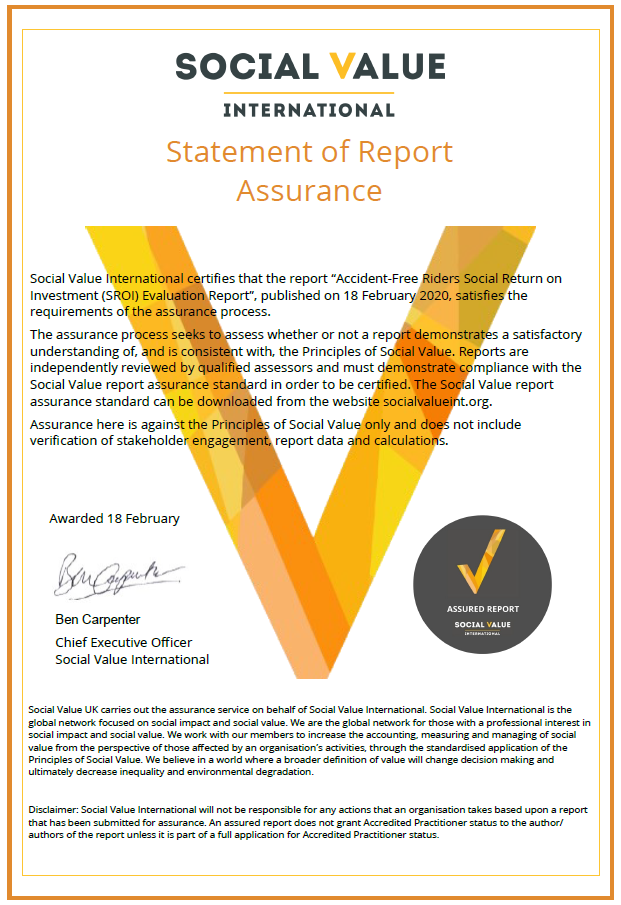 SOCIAL VALUE
INTERNATIONAL
Statement of Report
Assurance
Social Value International certifies that the report “Accident-Free Riders Social Return on
Investment (SROI) Evaluation Report”, published on 18 February 2020, satisfies the
requirements of the assurance process.
The assurance process seeks to assess whether or not a report demonstrates a satisfactory
understanding of, and is consistent with, the Principles of Social Value. Reports are
independently reviewed by qualified assessors and must demonstrate compliance with the
Social Value report assurance standard in order to be certified. The Social Value report
assurance standard can be downloaded from the website socialvalueint.org.
Assurance here is against the Principles of Social Value only and does not include
verification of stakeholder engagement, report data and calculations.
Awarded 18 February
Ben Carpenter
Ben Carpenter
Chief Executive Officer
Social Value International
ASSURED REPORT
SOCIAL VALUE
INTERNATIONAL
Social Value UK carries out the assurance service on behalf of Social Value International. Social Value International is the
global network focused on social impact and social value. We are the global network for those with a professional interest in
social impact and social value. We work with our members to increase the accounting, measuring and managing of social
value from the perspective of those affected by an organisation’s activities, through the standardised application of the
Principles of Social Value. We believe in a world where a broader definition of value will change decision making and
ultimately decrease inequality and environmental degradation.
Disclaimer: Social Value International will not be responsible for any actions that an organisation takes based upon a report
that has been submitted for assurance. An assured report does not grant Accredited Practitioner status to the author/
authors of the report unless it is part of a full application for Accredited Practitioner status.